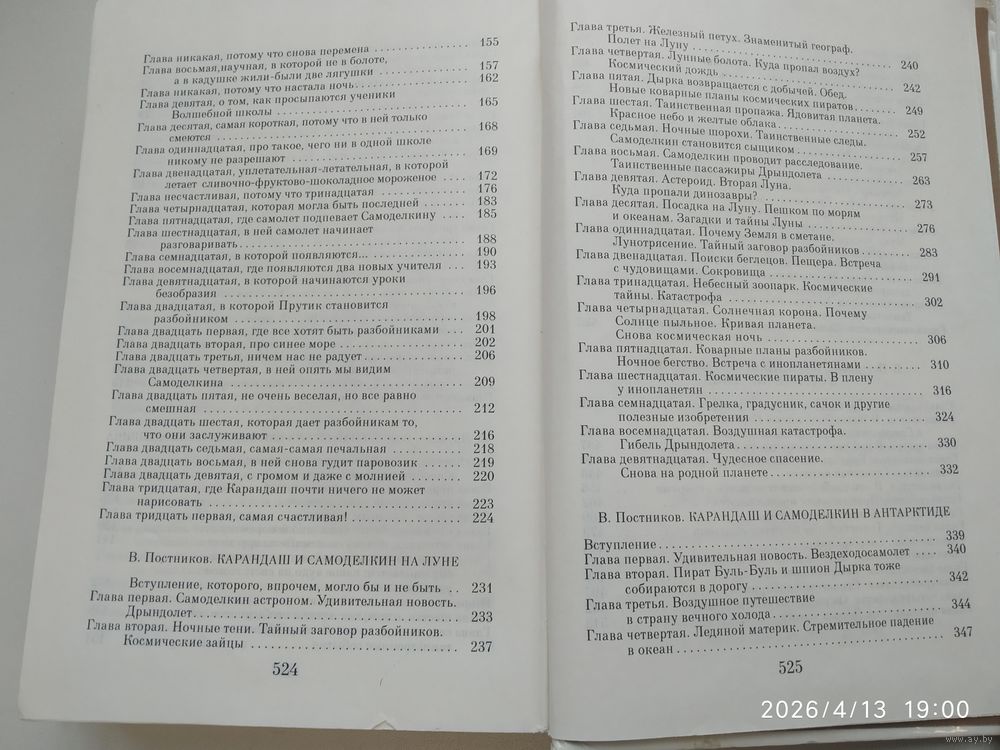 Глава никакая, потому что снова перемена . . . . . . . . . . . . . . 155
Глава восьмая,научная, в которой не в болоте,
а в кадушке жили-были две лягушки . . . . . . . . . . . . . . 157
Глава никакая, потому что настала ночь. . . . . . . . . . . . . . . . 162
Глава девятая, о том, как просыпаются ученики
Волшебной школы . . . . . . . . . . . . . . . . . . . . . . . . . . . 165
Глава десятая, самая короткая, потому что в ней только
смеются . . . . . . . . . . . . . . . . . . . . . . . . . . . . . . . . . . 168
Глава одиннадцатая, про такое, чего ни в одной школе
никому не разрешают . . . . . . . . . . . . . . . . . . . . . . . . 169
Глава двенадцатая, уплетательная-летательная, в которой
летает сливочно-фруктово-шоколадное мороженое . . . . 172
Глава несчастливая, потому что тринадцатая . . . . . . . . . . . . 176
Глава четырнадцатая, которая могла быть последней . . . . . . 183
Глава пятнадцатая, где самолет подпевает Самоделкину . . . . 185
Глава шестнадцатая, в ней самолет начинает
разговаривать. . . . . . . . . . . . . . . . . . . . . . . . . . . . . . . 188
Глава семнадцатая, в которой появляются... . . . . . . . . . . . . 190
Глава восемнадцатая, где появляются два новых учителя . . . 193
Глава девятнадцатая, в которой начинаются уроки
безобразия . . . . . . . . . . . . . . . . . . . . . . . . . . . . . . . . 196
Глава двадцатая, в которой Прутик становится
разбойником . . . . . . . . . . . . . . . . . . . . . . . . . . . . . . . 198
Глава двадцать первая, где все хотят быть разбойниками . . . 201
Глава двадцать вторая, про синее море . . . . . . . . . . . . . . . . 202
Глава двадцать третья, ничем нас не радует . . . . . . . . . . . . . 206
Глава двадцать четвертая, в ней опять мы видим
Самоделкина . . . . . . . . . . . . . . . . . . . . . . . . . . . . . . . 209
Глава двадцать пятая, не очень веселая, но все равно
смешная . . . . . . . . . . . . . . . . . . . . . . . . . . . . . . . . . . 212
Глава двадцать шестая, которая дает разбойникам то,
что они заслуживают . . . . . . . . . . . . . . . . . . . . . . . . . . 216
Глава двадцать седьмая, самая-самая печальная . . . . . . . . . 218
Глава двадцать восьмая, в ней снова гудит паровозик . . . . . 219
Глава двадцать девятая, с громом и даже с молнией . . . . . . . 220
Глава тридцатая, где Карандаш почти ничего не может
нарисовать . . . . . . . . . . . . . . . . . . . . . . . . . . . . . . . . 223
Глава тридцать первая, самая счастливая! . . . . . . . . . . . . . . 224
В. Постников. КАРАНДАШ И САМОДЕЛКИН НА ЛУНЕ
Вступление, которого, впрочем, могло бы и не быть . . 231
Глава первая. Самоделкин астроном. Удивительная новость.
Дрындолет. . . . . . . . . . . . . . . . . . . . . . . . . . . . . . . . . 233
Глава вторая. Ночные тени. Тайный заговор разбойников.
Космические зайцы . . . . . . . . . . . . . . . . . . . . . . . . . . 237
524
Глава третья. Железный петух. Знаменитый географ.
Полет на Луну . . . . . . . . . . . . . . . . . . . . . . . . . . . . . . 240
Глава четвертая. Лунные болота. Куда пропал воздух?
Космический дождь . . . . . . . . . . . . . . . . . . . . . . . . . . 242
Глава пятая. Дырка возвращается с добычей. Обед.
Новые коварные планы космических пиратов. . . . . . . . 249
Глава шестая. Таинственная пропажа. Ядовитая планета.
Красное небо и желтые облака. . . . . . . . . . . . . . . . . . . 252
Глава седьмая. Ночные шорохи. Таинственные следы.
Самоделкин становится сыщиком . . . . . . . . . . . . . . . . 257
Глава восьмая. Самоделкин проводит расследование.
Таинственные пассажиры Дрындолета . . . . . . . . . . . . 263
Глава девятая. Астероид. Вторая Луна.
Куда пропали динозавры? . . . . . . . . . . . . . . . . . . . . . . 273
Глава десятая. Посадка на Луну. Пешком по морям
и океанам. Загадки и тайны Луны . . . . . . . . . . . . . . . . 276
Глава одиннадцатая. Почему Земля в сметане.
Лунотрясение. Тайный заговор разбойников . . . . . . . . 283
Глава двенадцатая. Поиски беглецов. Пещера. Встреча
с чудовищами. Сокровища . . . . . . . . . . . . . . . . . . . . . 291
Глава тринадцатая. Небесный зоопарк. Космические
тайны. Катастрофа . . . . . . . . . . . . . . . . . . . . . . . . . . . 302
Глава четырнадцатая. Солнечная корона. Почему
Солнце пыльное. Кривая планета.
Снова космическая ночь . . . . . . . . . . . . . . . . . . . . . . . 306
Глава пятнадцатая. Коварные планы разбойников.
Ночное бегство. Встреча с инопланетянами . . . . . . . . . 310
Глава шестнадцатая. Космические пираты. В плену
у инопланетян . . . . . . . . . . . . . . . . . . . . . . . . . . . . . . 316
Глава семнадцатая. Грелка, градусник, сачок и другие
полезные изобретения . . . . . . . . . . . . . . . . . . . . . . . . 324
Глава восемнадцатая. Воздушная катастрофа.
Гибель Дрындолета . . . . . . . . . . . . . . . . . . . . . . . . . . . 330
Глава девятнадцатая. Чудесное спасение.
Снова на родной планете . . . . . . . . . . . . . . . . . . . . . . . 332
В. Постников. КАРАНДАШ И САМОДЕЛКИН В АНТАРКТИДЕ
Вступление. . . . . . . . . . . . . . . . . . . . . . . . . . . . . . . . . . . . 339
Глава первая. Удивительная новость. Вездеходосамолет . . . . 340
Глава вторая. Пират Буль-Буль и шпион Дырка тоже
собираются в дорогу . . . . . . . . . . . . . . . . . . . . . . . . . . 342
Глава третья. Воздушное путешествие
в страну вечного холода . . . . . . . . . . . . . . . . . . . . . . . . 344
Глава четвертая. Ледяной материк. Стремительное падение
в океан . . . . . . . . . . . . . . . . . . . . . . . . . . . . . . . . . . . . 347
525
2026/4/13 19:00
www.ay.by